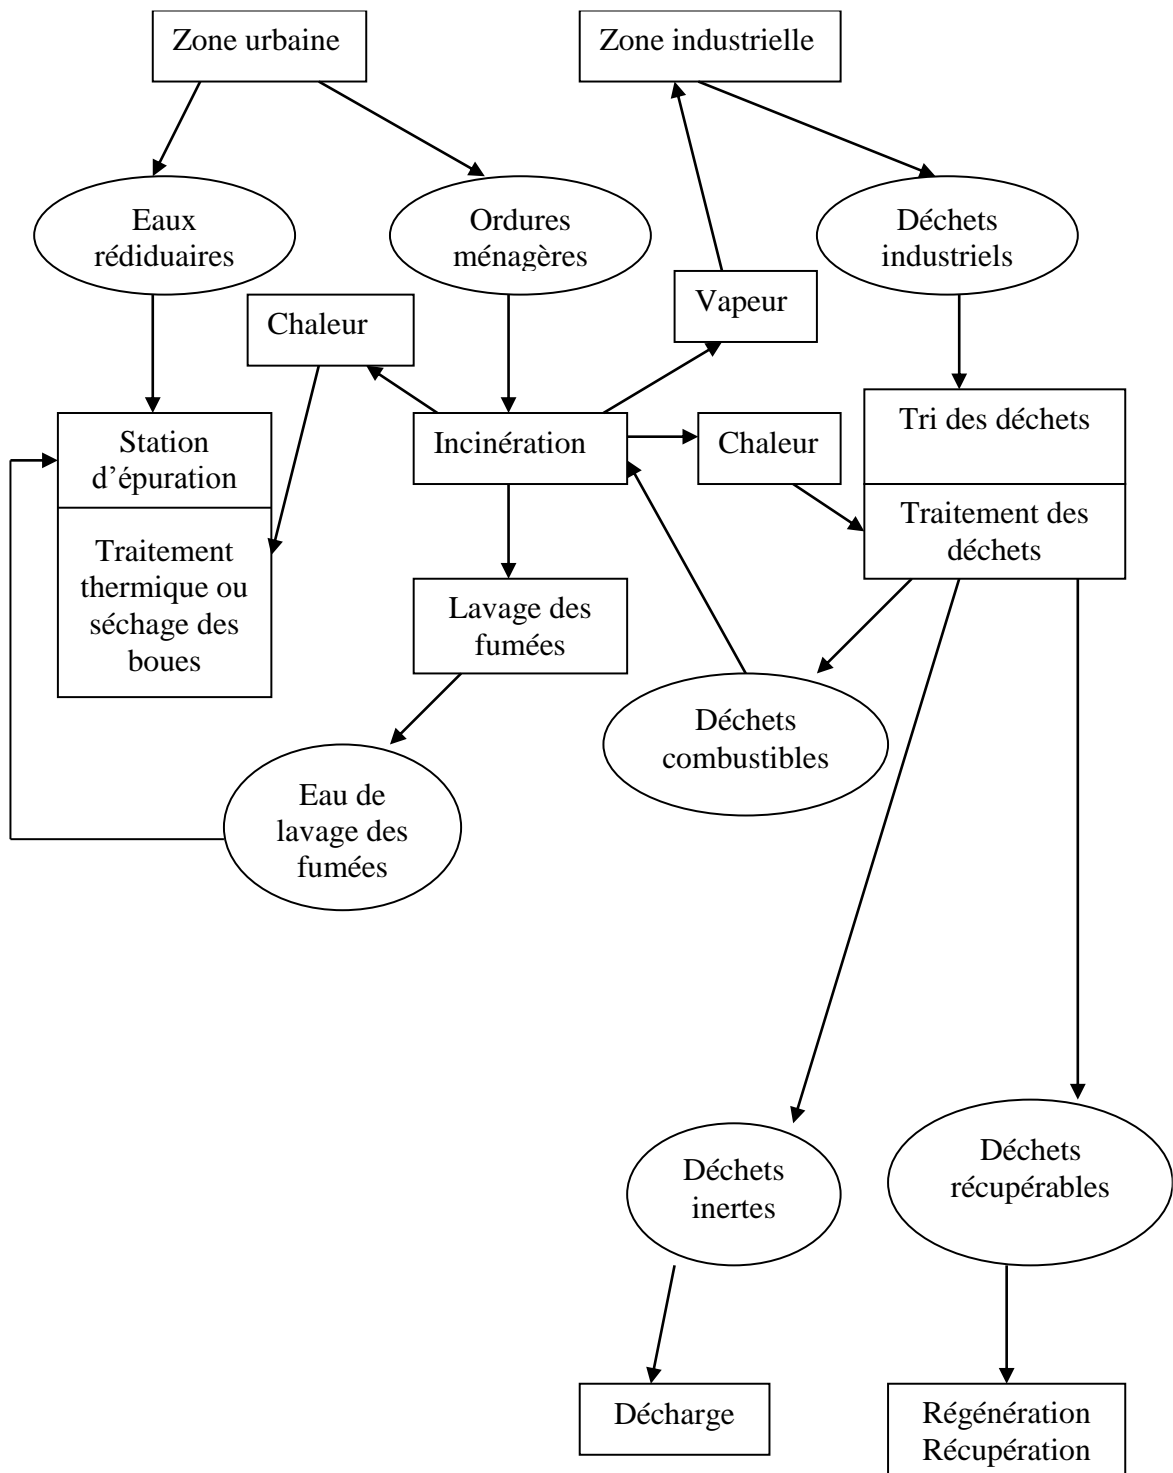 Zone urbaine
Zone industrielle
Eaux
rédiduaires
Ordures
ménagères
Déchets
industriels
Vapeur
Chaleur
Station
d’épuration
Incinération
Chaleur
Tri des déchets
Traitement des
déchets
Traitement
thermique ou
séchage des
boues
Lavage des
fumées
Déchets
combustibles
Eau de
lavage des
fumées
Déchets
inertes
Déchets
récupérables
Décharge
Régénération
Récupération